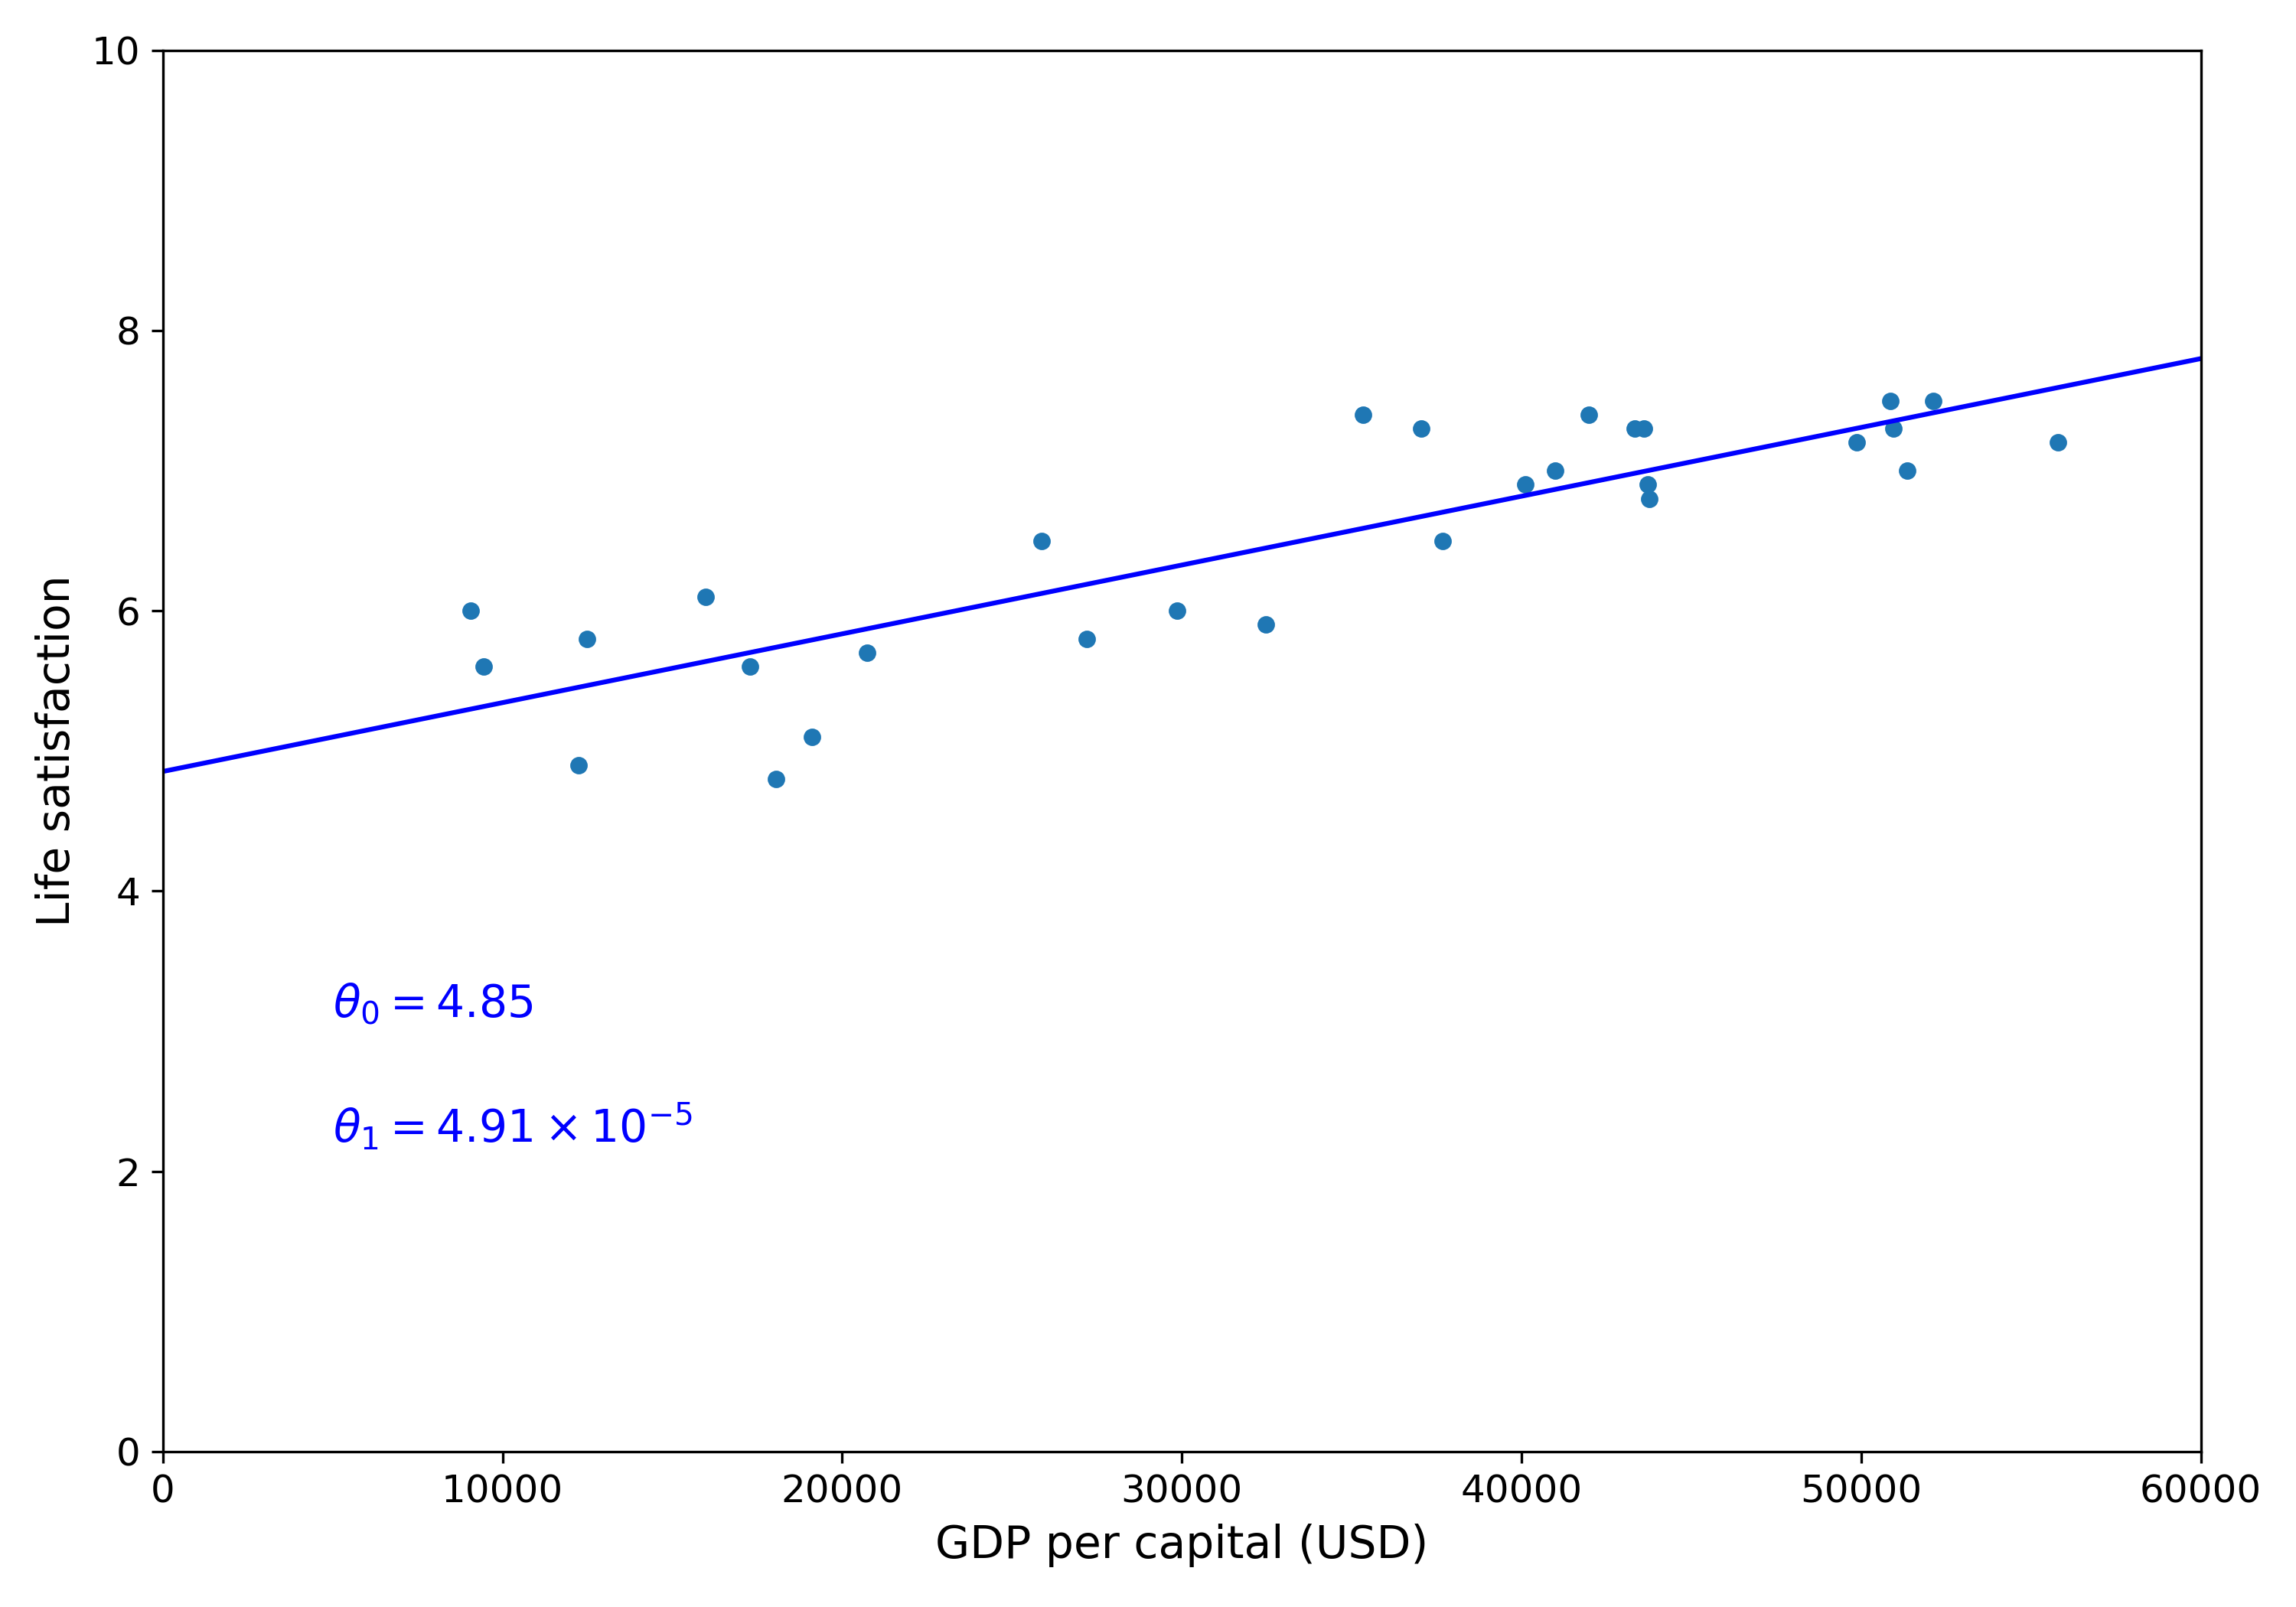 10
8
6
4
2
0
Life satisfaction
θ₀ = 4.85
θ₁ = 4.91 × 10⁻⁵
0 10000 20000 30000 40000 50000 60000
GDP per capital (USD)